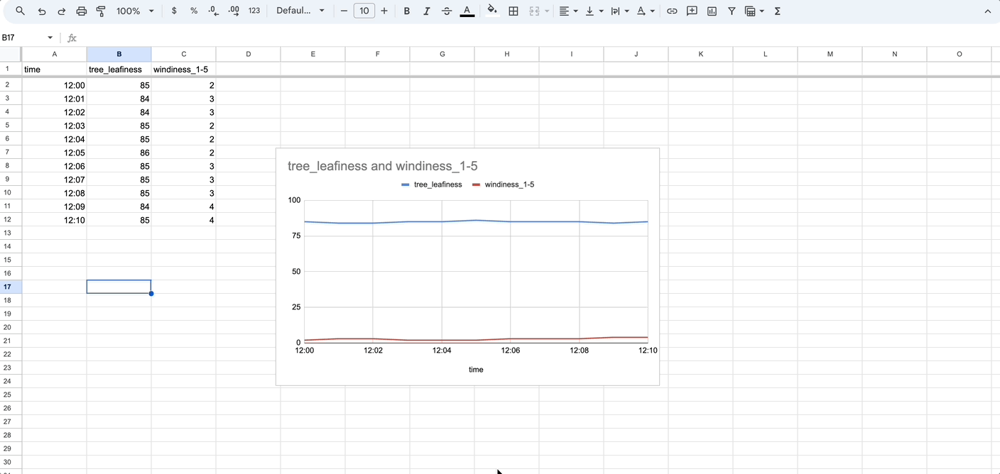 100% $ % .0 .00 123 Defaul... − 10 + B I S A Σ
B17 fx
A B C D E F G H I J K L M N O
1 time tree_leafiness windiness_1-5
2 12:00 85 2
3 12:01 84 3
4 12:02 84 3
5 12:03 85 2
6 12:04 85 2
7 12:05 86 2
8 12:06 85 3
9 12:07 85 3
10 12:08 85 3
11 12:09 84 4
12 12:10 85 4
13
14
15
16
17
18
19
20
21
22
23
24
25
26
27
28
29
30
tree_leafiness and windiness_1-5
tree_leafiness windiness_1-5
100
75
50
25
0
12:00 12:02 12:04 12:06 12:08 12:10
time